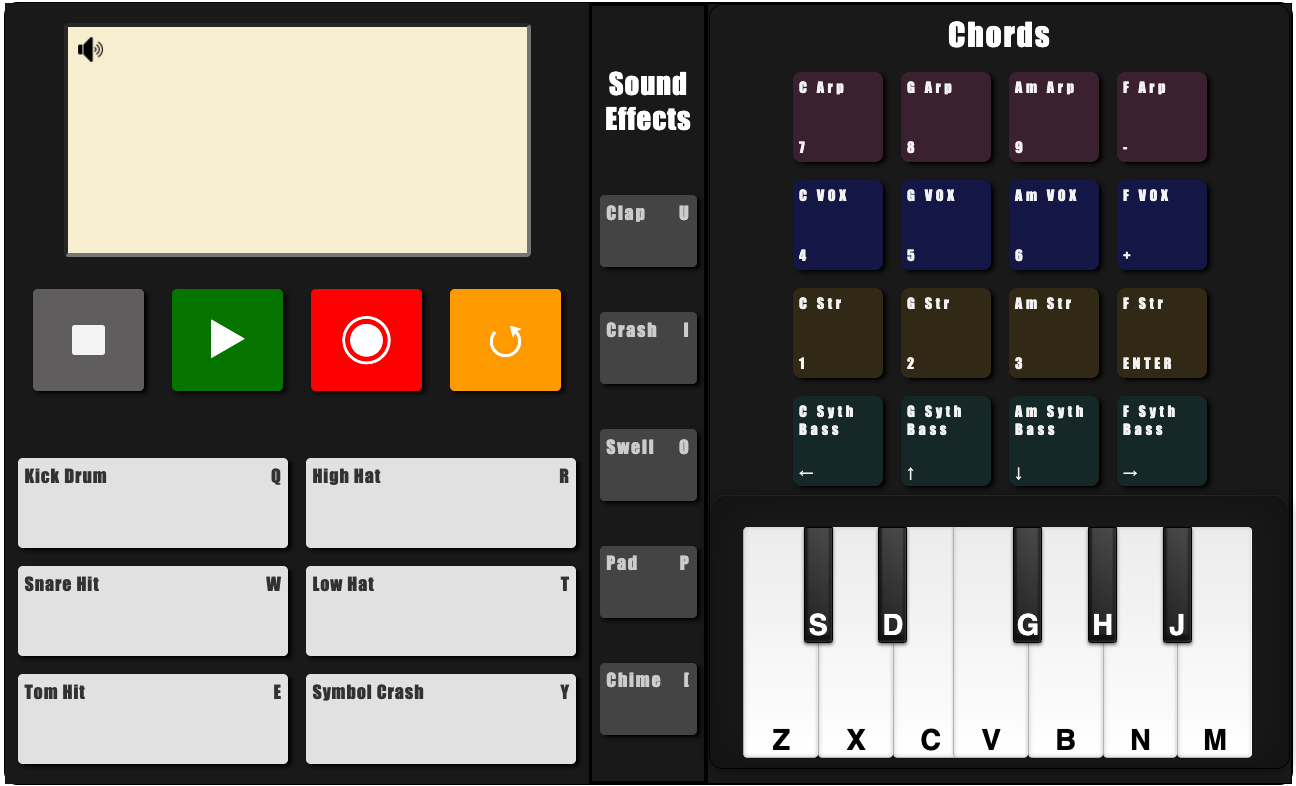 Sound
Effects
Chords
C Arp
7
G Arp
8
Am Arp
9
F Arp
-
C VOX
4
G VOX
5
Am VOX
6
F VOX
+
C Str
1
G Str
2
Am Str
3
F Str
ENTER
C Syth
Bass
←
G Syth
Bass
↑
Am Syth
Bass
↓
F Syth
Bass
→
Clap U
Crash I
Swell O
Pad P
Chime [
Kick Drum Q
High Hat R
Snare Hit W
Low Hat T
Tom Hit E
Symbol Crash Y
S D G H J
Z X C V B N M